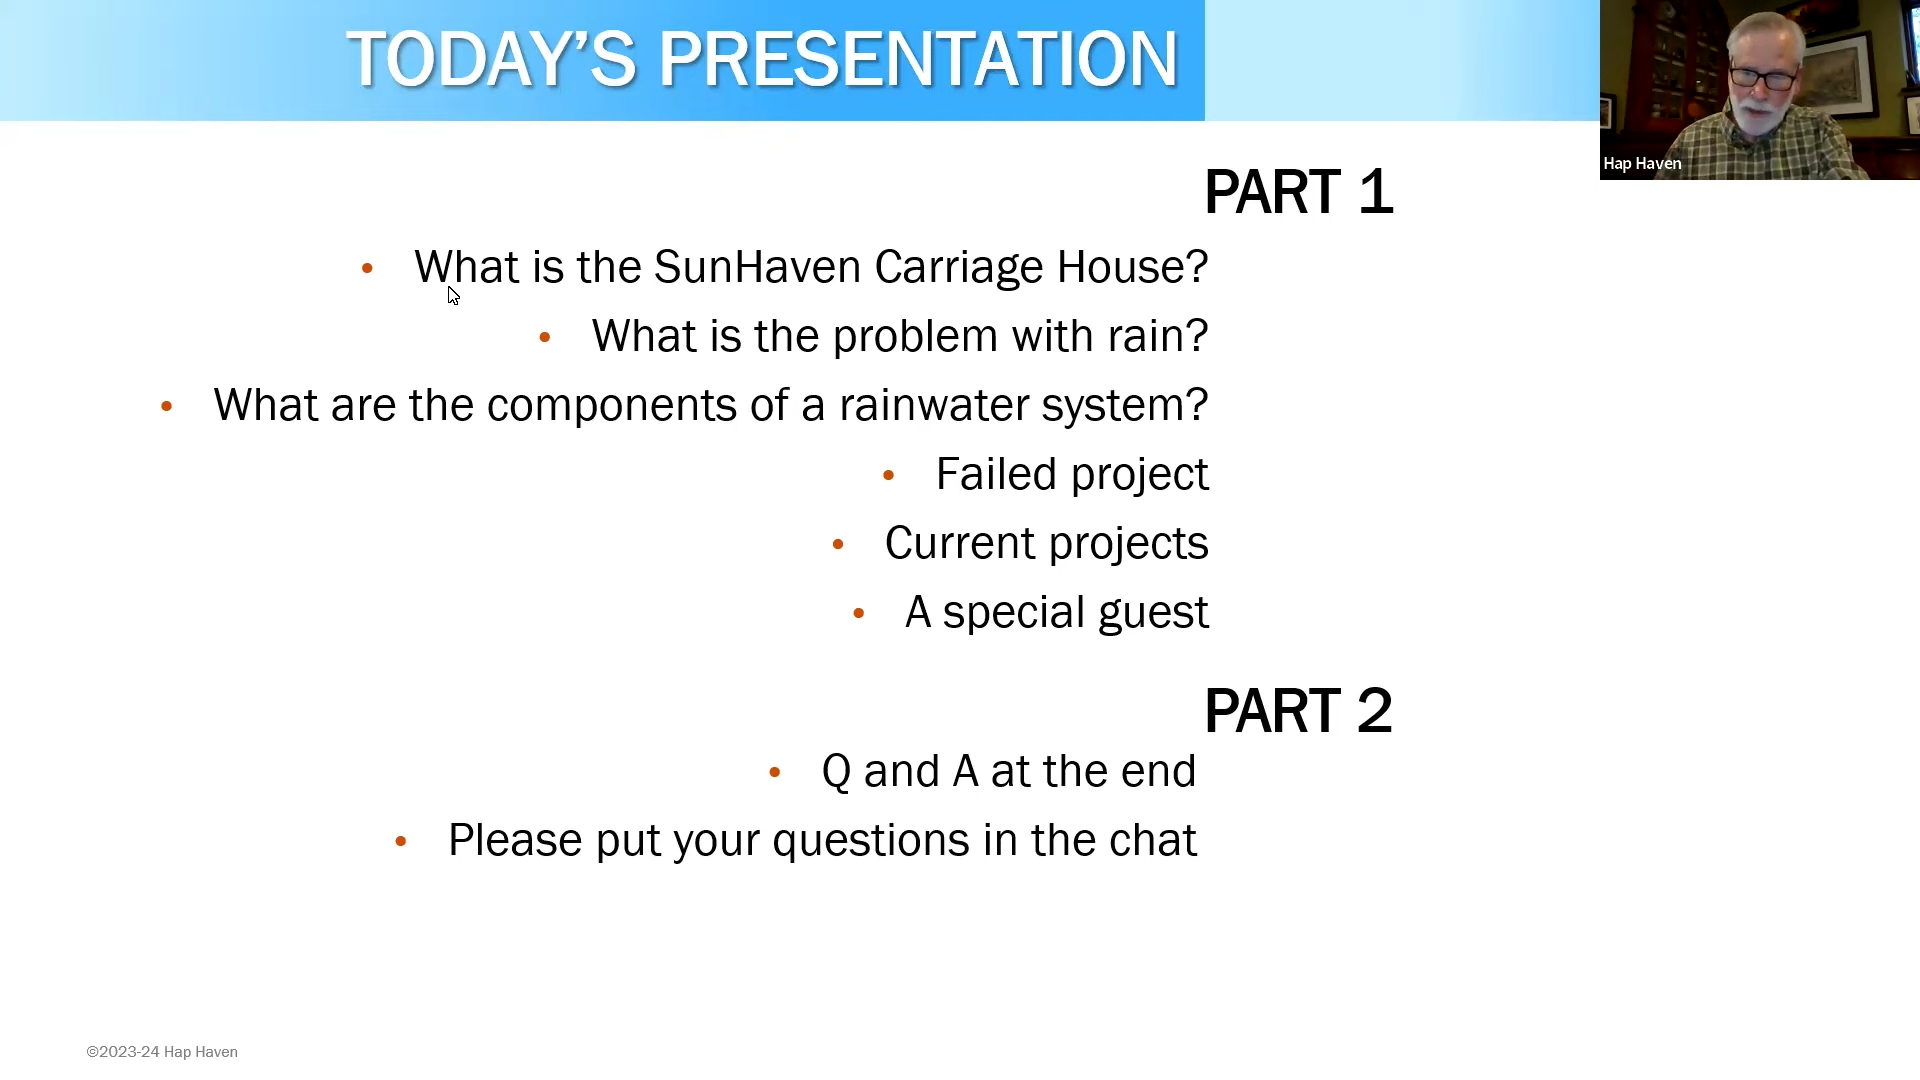 TODAY’S PRESENTATION
Hap Haven
PART 1
• What is the SunHaven Carriage House?
• What is the problem with rain?
• What are the components of a rainwater system?
• Failed project
• Current projects
• A special guest
PART 2
• Q and A at the end
• Please put your questions in the chat
©2023-24 Hap Haven